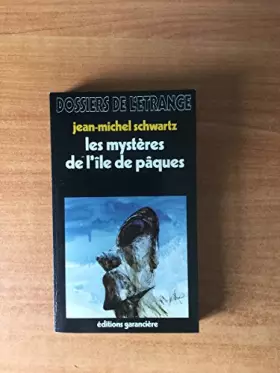 DOSSIERS DE L'ETRANGE
jean-michel schwartz
les mystères
de l'île de pâques
éditions garancière